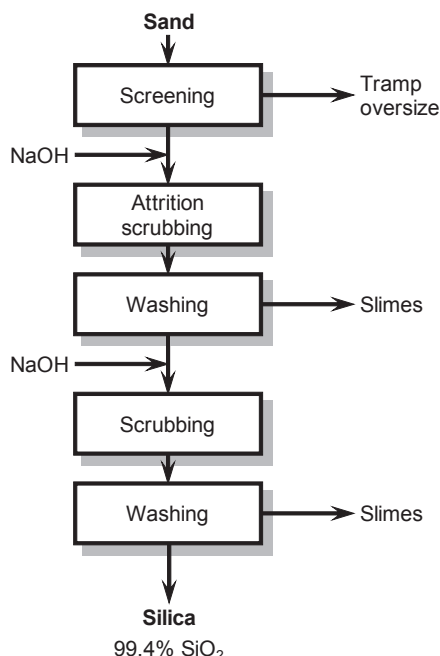 Sand
Screening
Tramp
oversize
NaOH
Attrition
scrubbing
Washing
Slimes
NaOH
Scrubbing
Washing
Slimes
Silica
99.4% SiO₂